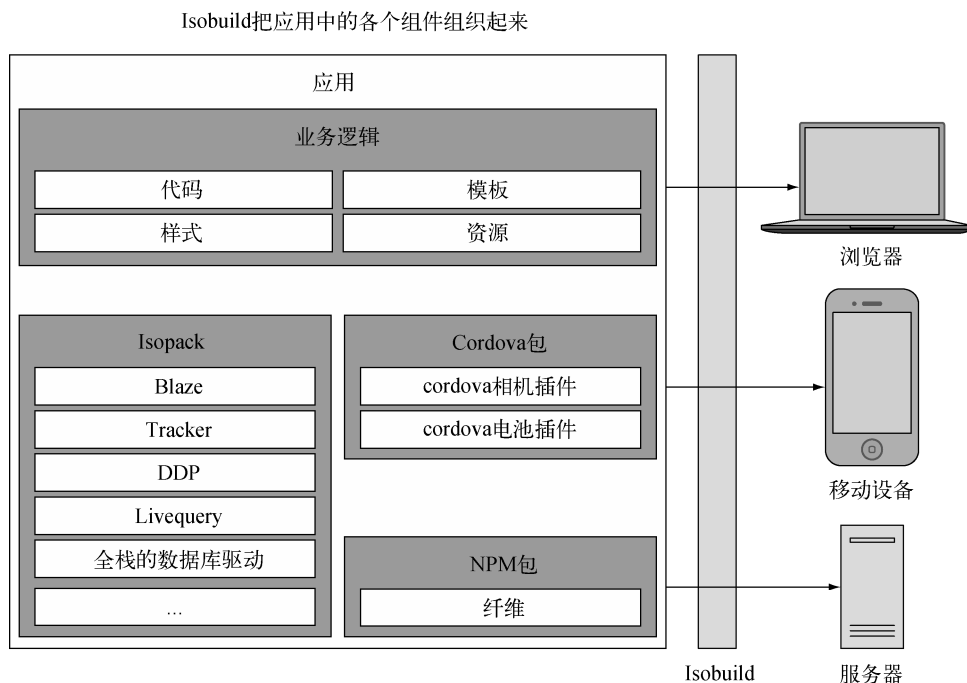 Isobuild把应用中的各个组件组织起来
应用
业务逻辑
代码
模板
样式
资源
浏览器
Isopack
Blaze
Tracker
DDP
Livequery
全栈的数据库驱动
…
Cordova包
cordova相机插件
cordova电池插件
移动设备
NPM包
纤维
Isobuild
服务器